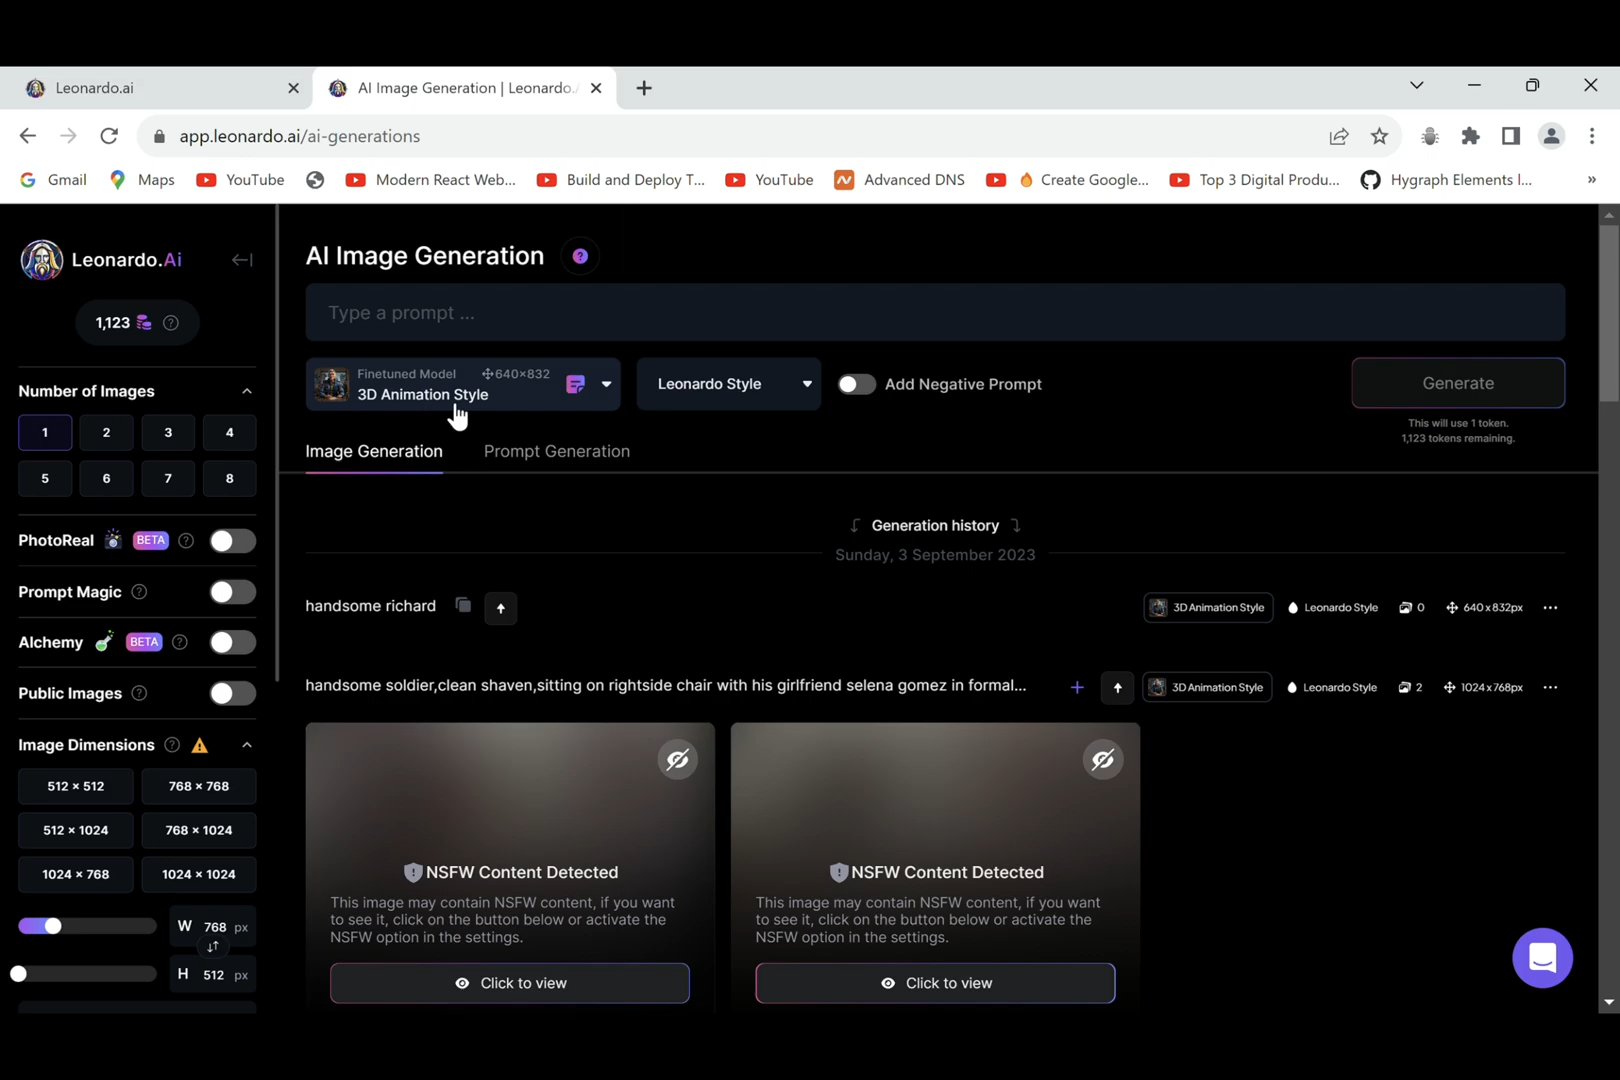 Leonardo.ai
AI Image Generation | Leonardo.
app.leonardo.ai/ai-generations
Gmail
Maps
YouTube
Modern React Web...
Build and Deploy T...
YouTube
Advanced DNS
Create Google...
Top 3 Digital Produ...
Hygraph Elements I...
»
Leonardo.Ai
1,123
Number of Images
1 2 3 4
5 6 7 8
PhotoReal BETA
Prompt Magic
Alchemy BETA
Public Images
Image Dimensions
512 × 512 768 × 768
512 × 1024 768 × 1024
1024 × 768 1024 × 1024
W 768 px
H 512 px
AI Image Generation
Type a prompt ...
Finetuned Model 640×832
3D Animation Style
Leonardo Style
Add Negative Prompt
Generate
This will use 1 token.
1,123 tokens remaining.
Image Generation Prompt Generation
Generation history
Sunday, 3 September 2023
handsome richard
3D Animation Style Leonardo Style 0 640 x 832px
handsome soldier,clean shaven,sitting on rightside chair with his girlfriend selena gomez in formal...
3D Animation Style Leonardo Style 2 1024 x 768px
NSFW Content Detected
This image may contain NSFW content, if you want
to see it, click on the button below or activate the
NSFW option in the settings.
Click to view
NSFW Content Detected
This image may contain NSFW content, if you want
to see it, click on the button below or activate the
NSFW option in the settings.
Click to view